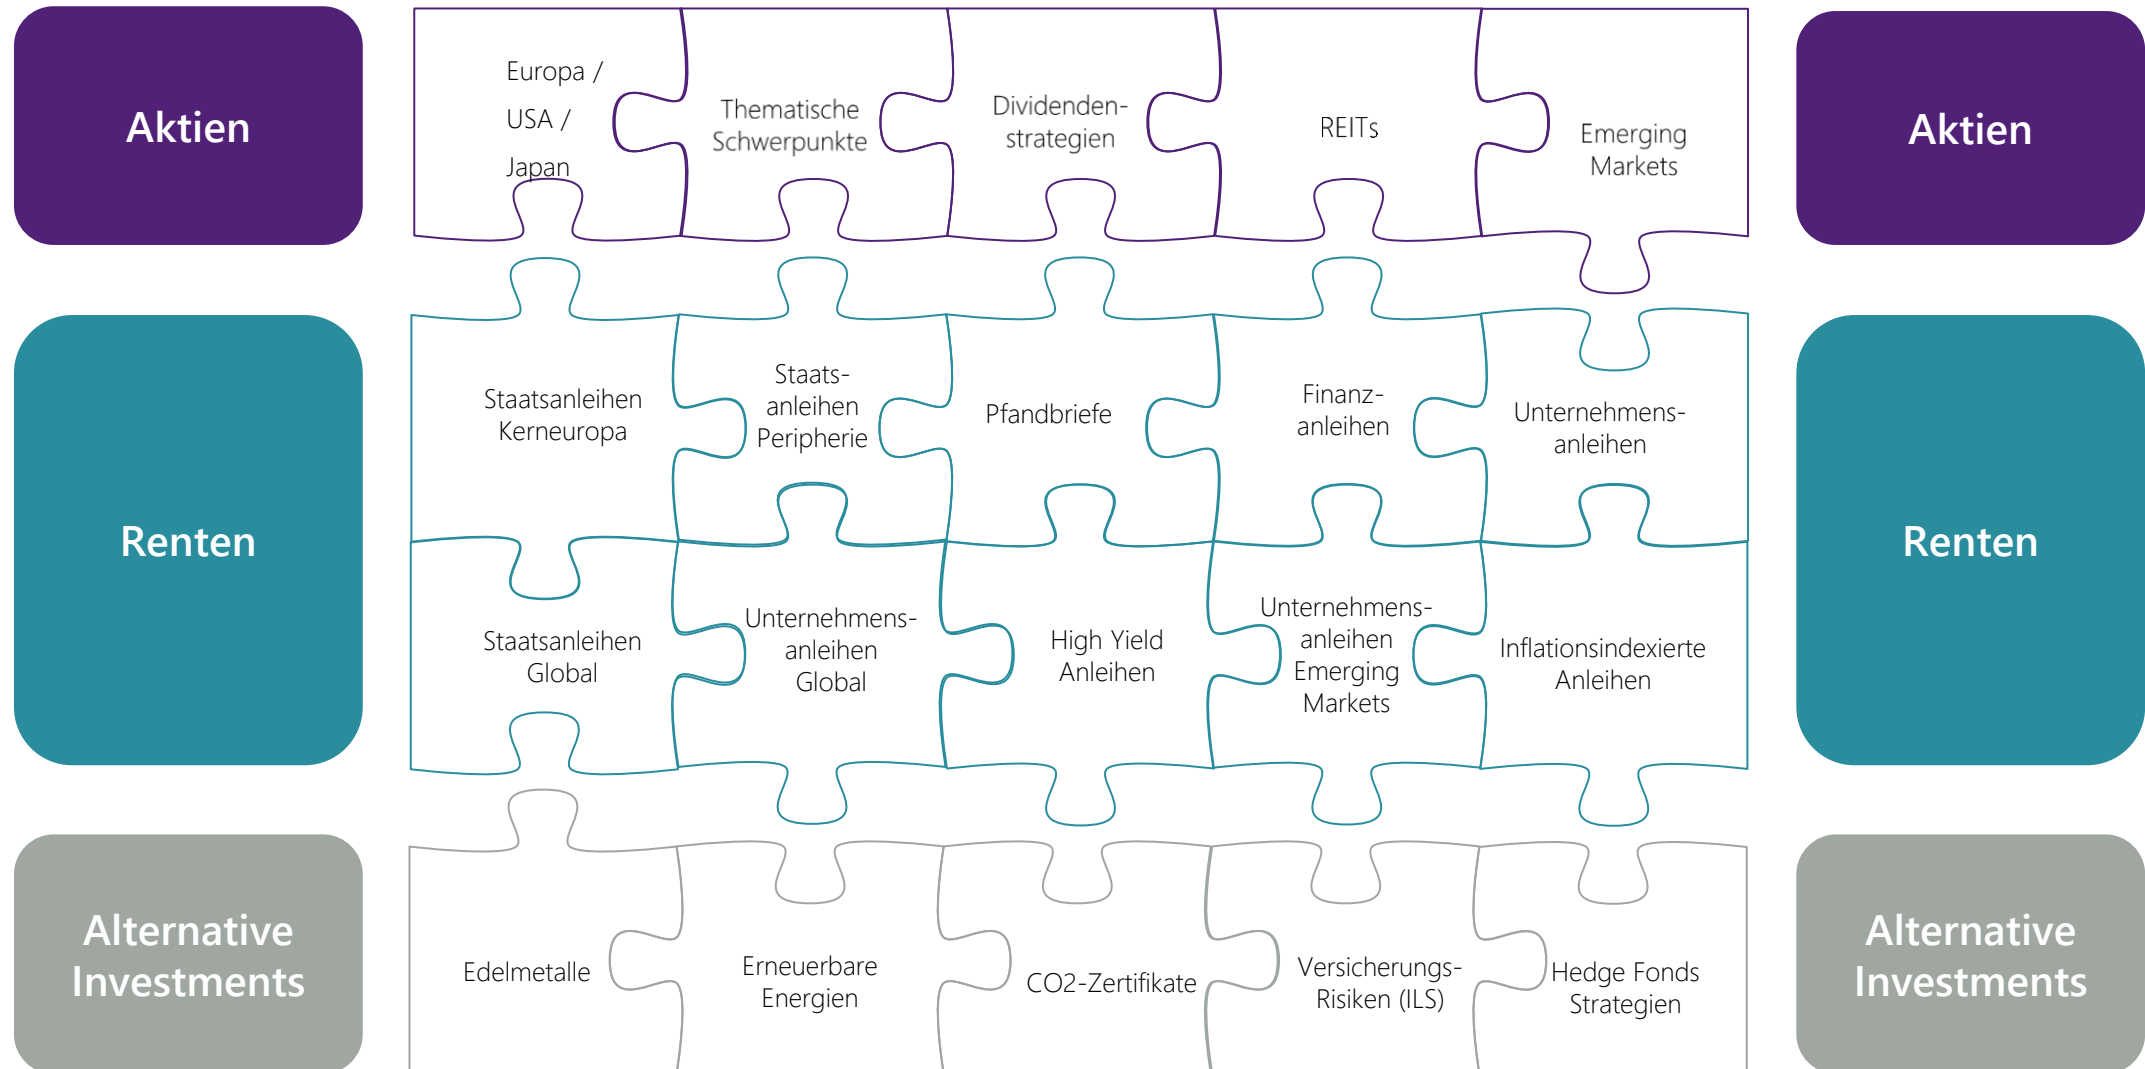 Aktien
Europa /
USA /
Japan
Thematische
Schwerpunkte
Dividenden-
strategien
REITs
Emerging
Markets
Aktien
Renten
Staatsanleihen
Kerneuropa
Staats-
anleihen
Peripherie
Pfandbriefe
Finanz-
anleihen
Unternehmens-
anleihen
Staatsanleihen
Global
Unternehmens-
anleihen
Global
High Yield
Anleihen
Unternehmens-
anleihen
Emerging
Markets
Inflationsindexierte
Anleihen
Renten
Alternative
Investments
Edelmetalle
Erneuerbare
Energien
CO2-Zertifikate
Versicherungs-
Risiken (ILS)
Hedge Fonds
Strategien
Alternative
Investments